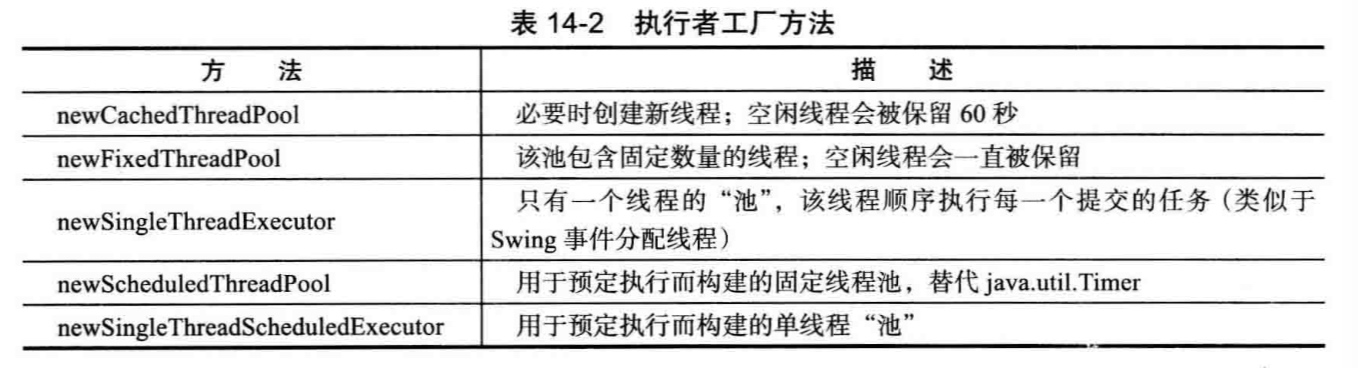 表 14-2 执行者工厂方法
方 法 描 述
newCachedThreadPool 必要时创建新线程；空闲线程会被保留 60 秒
newFixedThreadPool 该池包含固定数量的线程；空闲线程会一直被保留
newSingleThreadExecutor 只有一个线程的“池”，该线程顺序执行每一个提交的任务（类似于
Swing 事件分配线程）
newScheduledThreadPool 用于预定执行而构建的固定线程池，替代 java.util.Timer
newSingleThreadScheduledExecutor 用于预定执行而构建的单线程“池”